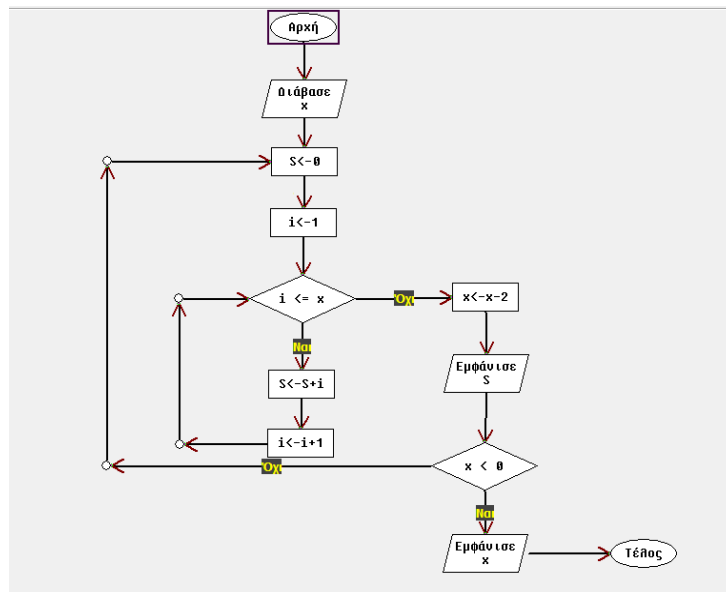 Αρχή
Διάβασε
x
S<-0
i<-1
i <= x
Όχι
x<-x-2
Ναι
Εμφάνισε
S
S<-S+i
i<-i+1
x < 0
Όχι
Ναι
Εμφάνισε
x
Τέλος